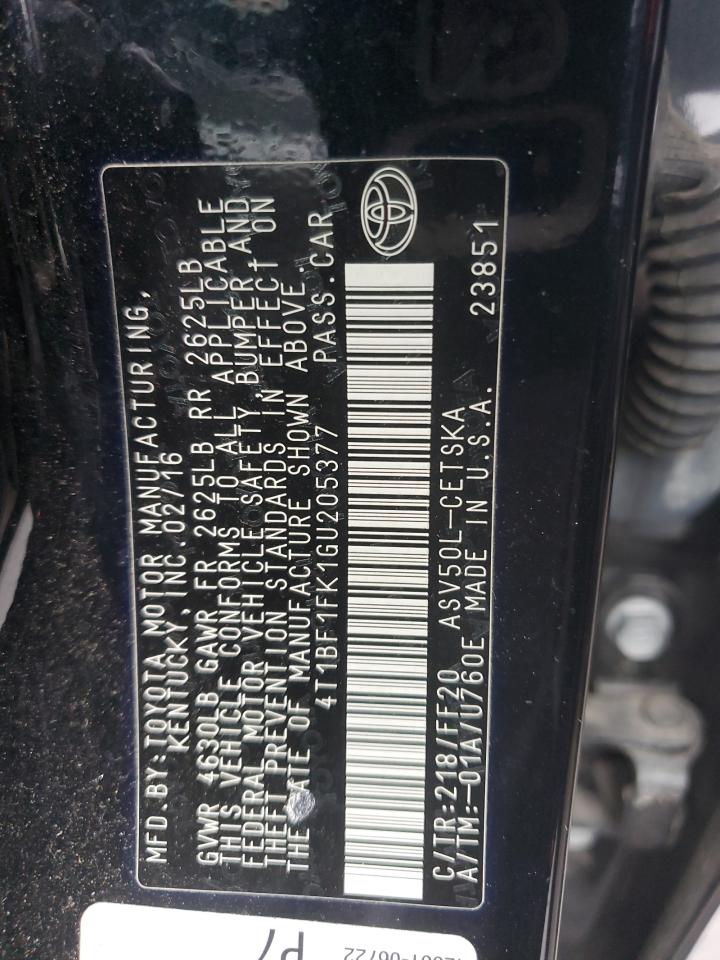 MFD. BY: TOYOTA MOTOR MANUFACTURING,
KENTUCKY, INC. 02/16
GVWR 4630LB GAWR FR 2625LB RR 2625LB
THIS VEHICLE CONFORMS TO ALL APPLICABLE
FEDERAL MOTOR VEHICLE SAFETY, BUMPER AND
THEFT PREVENTION STANDARDS IN EFFECT ON
THE DATE OF MANUFACTURE SHOWN ABOVE.
4T1BF1FK1GU205377 PASS. CAR
C/TR: 218/FF20 ASV50L-CETSKA
A/TM: -01A/U760E MADE IN U.S.A. 23851
P7